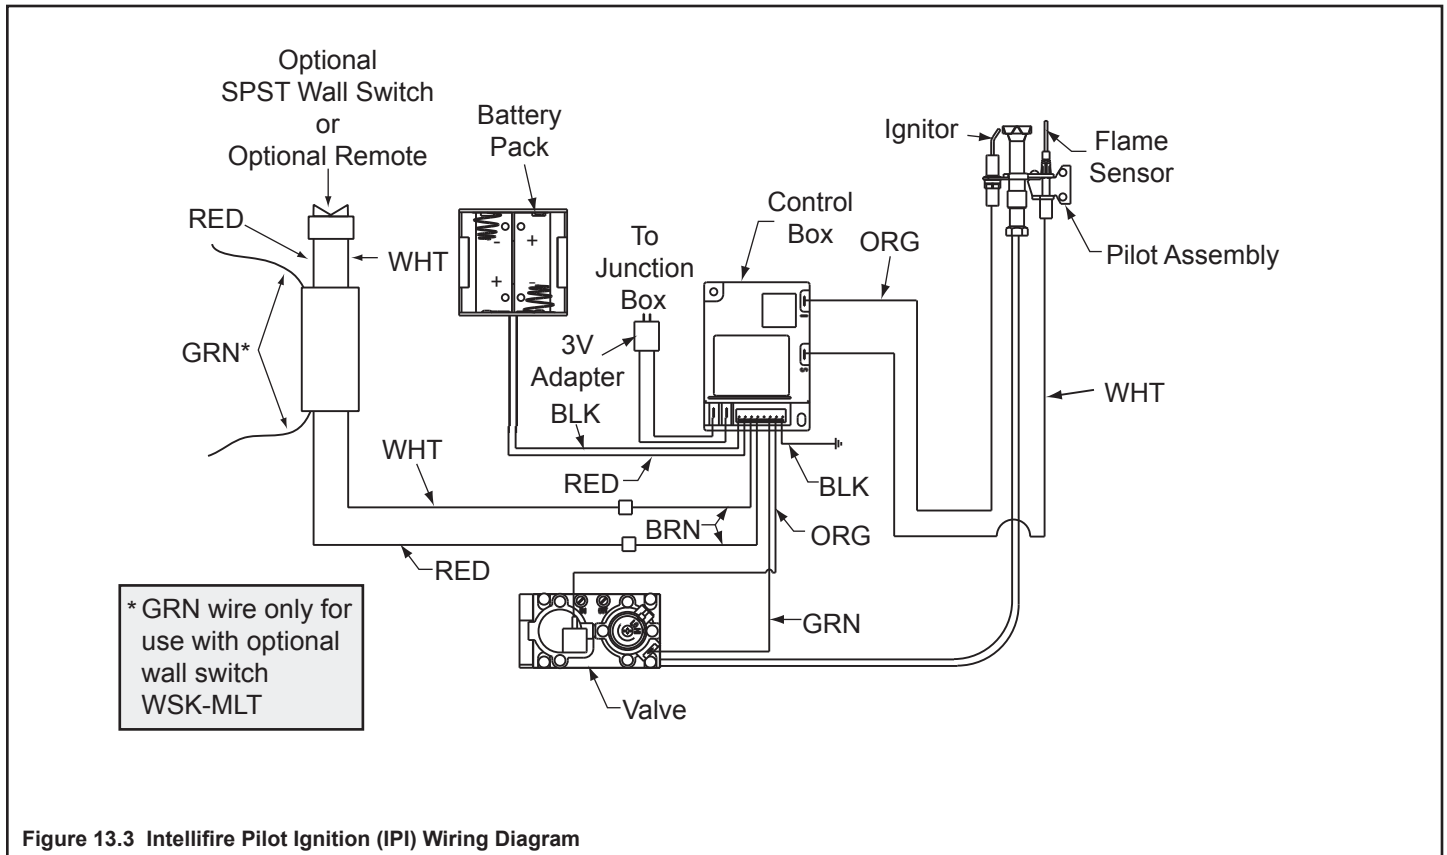 Optional
SPST Wall Switch
or
Optional Remote
Battery
Pack
RED
WHT
GRN*
To
Junction
Box
3V
Adapter
Control
Box
ORG
Ignitor
Flame
Sensor
Pilot Assembly
WHT
I
S
- +
+ -
BLK
RED
WHT
BRN
RED
BLK
ORG
GRN
Valve
* GRN wire only for
use with optional
wall switch
WSK-MLT
Figure 13.3 Intellifire Pilot Ignition (IPI) Wiring Diagram